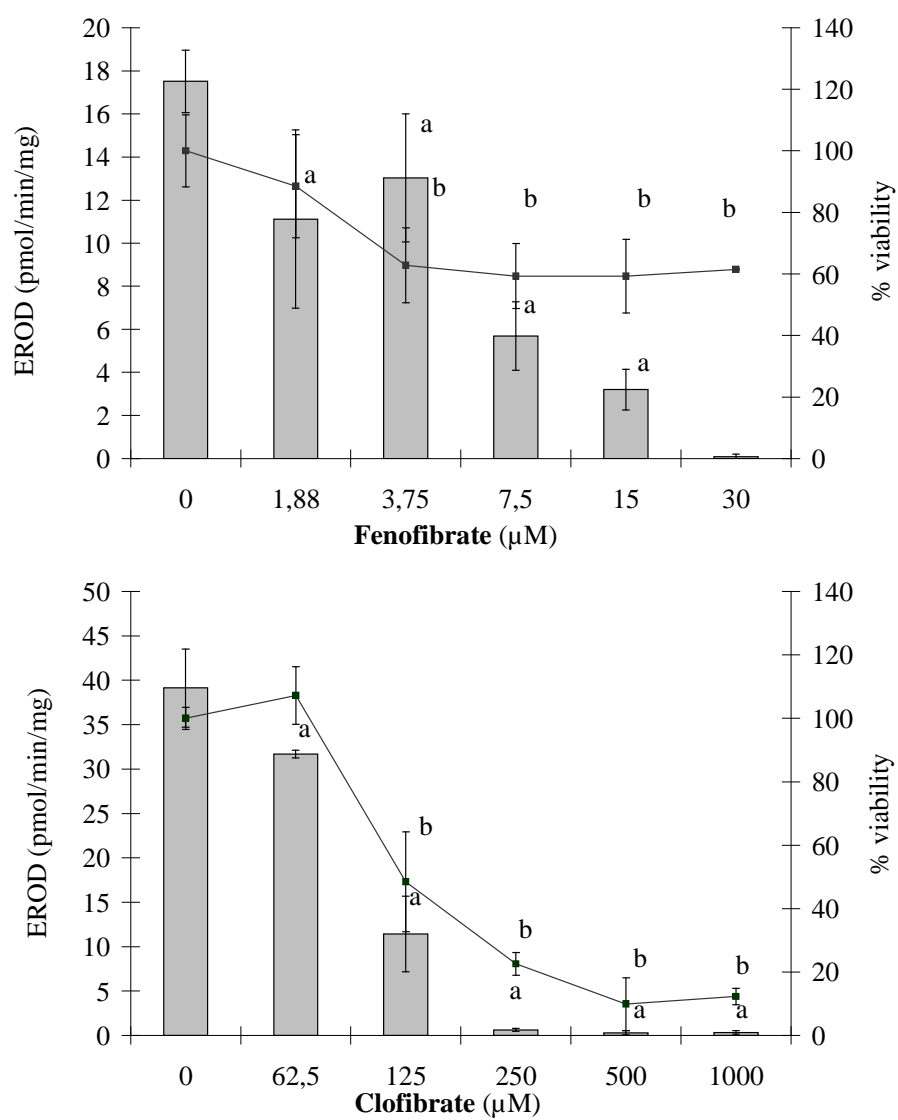 20
18
16
14
12
10
8
6
4
2
0
EROD (pmol/min/mg)
140
120
100
80
60
40
20
0
% viability
a
a
b
b
a
b
a
b
0 1,88 3,75 7,5 15 30
Fenofibrate (µM)
50
45
40
35
30
25
20
15
10
5
0
EROD (pmol/min/mg)
140
120
100
80
60
40
20
0
% viability
a
b
a
b
a
b
a
b
a
0 62,5 125 250 500 1000
Clofibrate (µM)